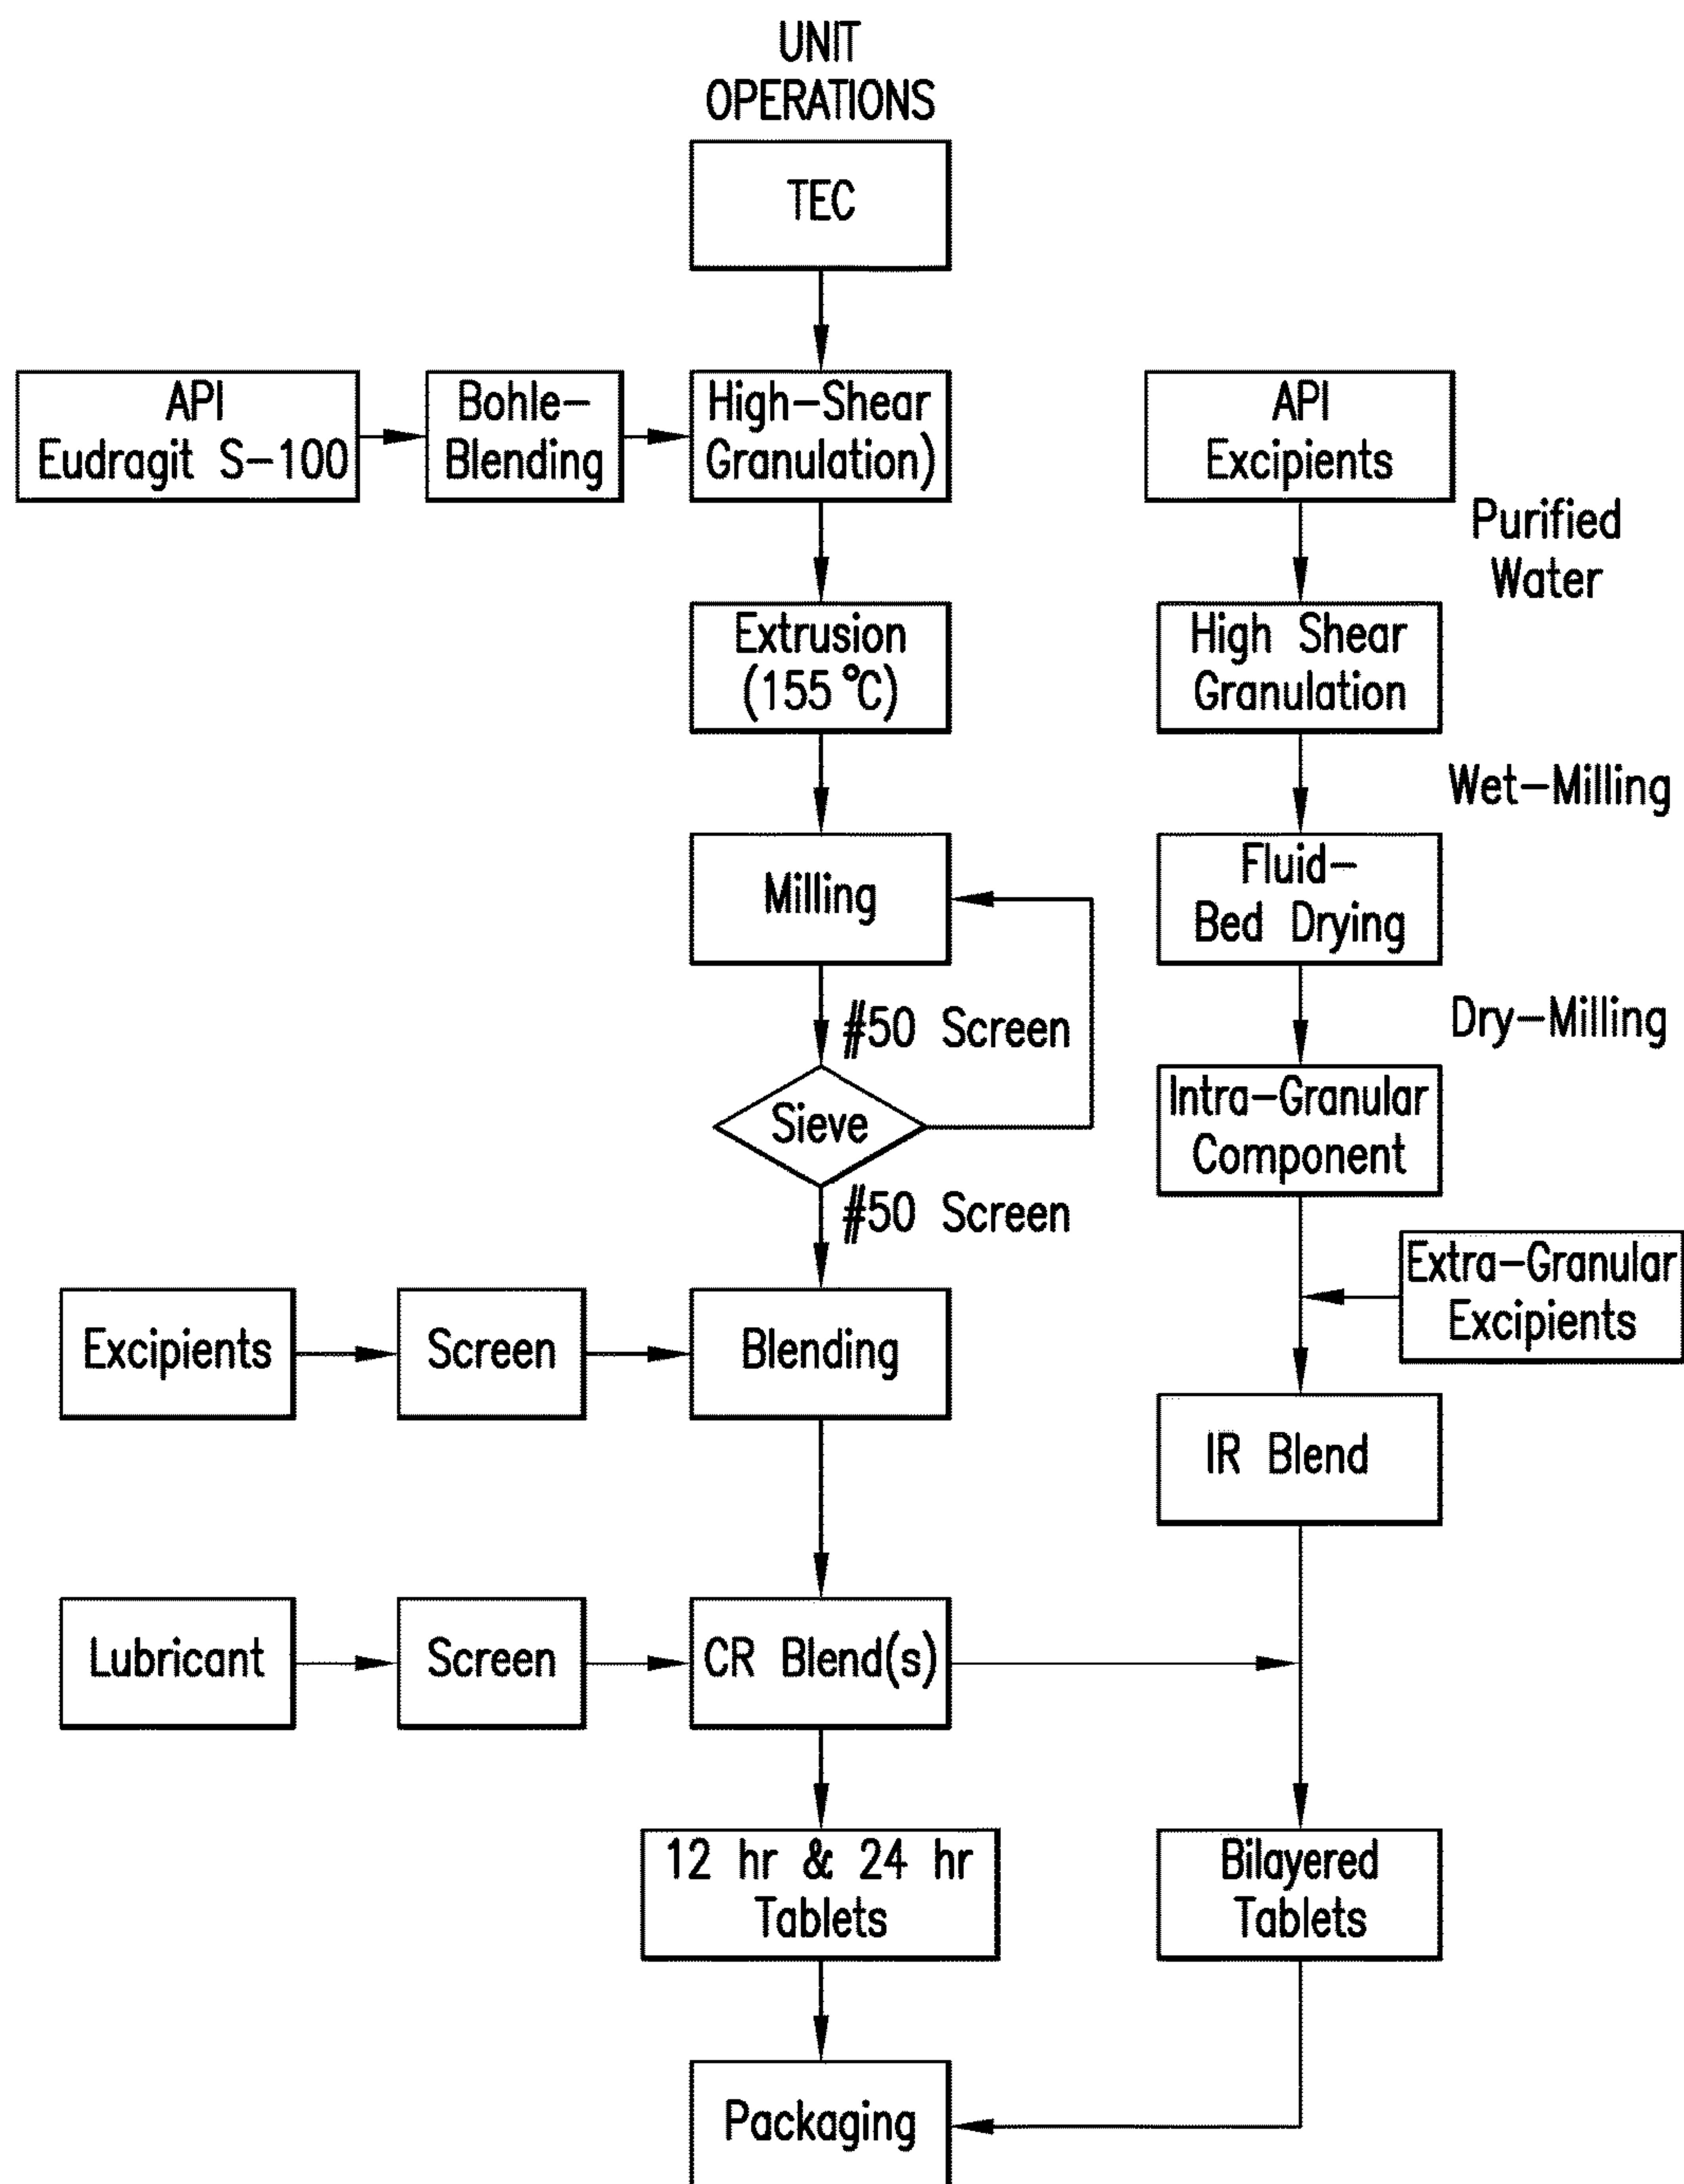 UNIT
OPERATIONS
TEC
API
Eudragit S-100
Bohle-
Blending
High-Shear
Granulation)
API
Excipients
Purified
Water
Extrusion
(155 °C)
High Shear
Granulation
Wet-Milling
Milling
Fluid-
Bed Drying
#50 Screen
Dry-Milling
Sieve
Intra-Granular
Component
#50 Screen
Extra-Granular
Excipients
Excipients
Screen
Blending
IR Blend
Lubricant
Screen
CR Blend(s)
12 hr & 24 hr
Tablets
Bilayered
Tablets
Packaging